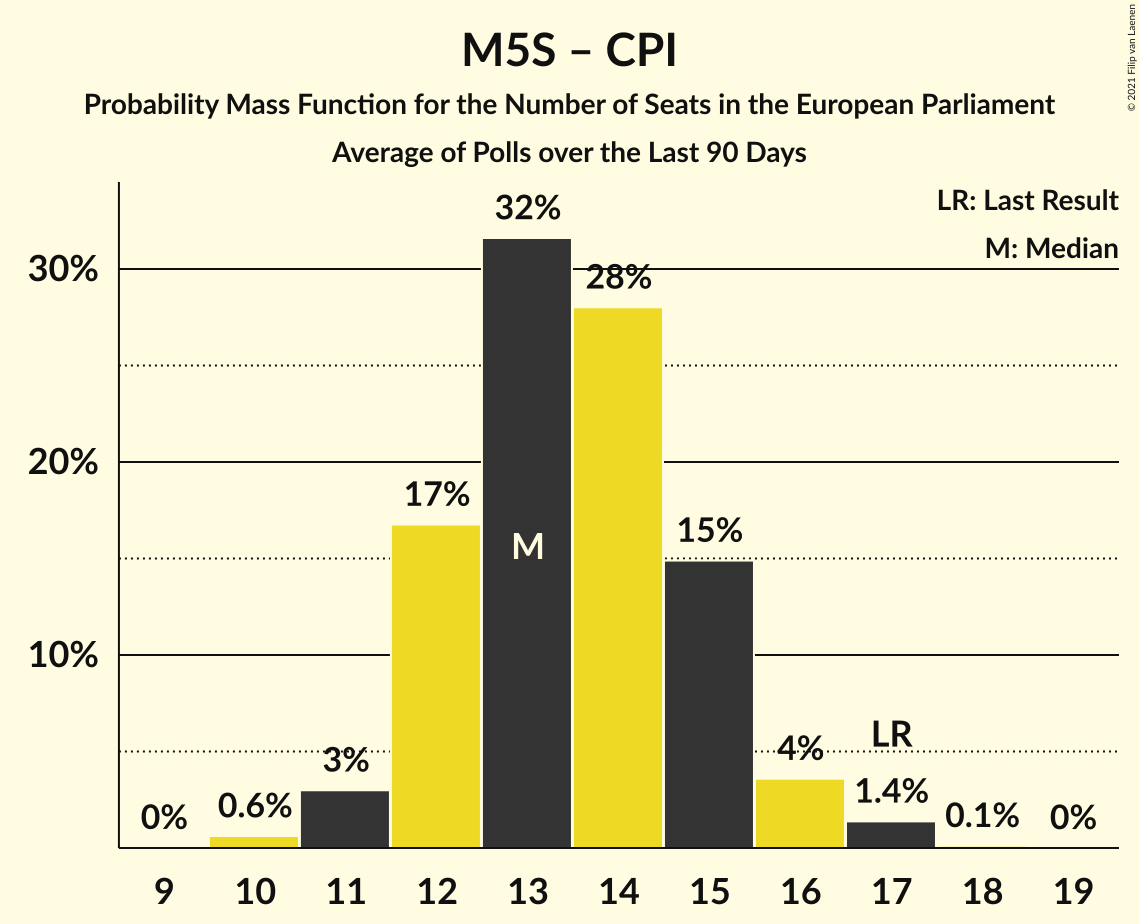 M5S – CPI
Probability Mass Function for the Number of Seats in the European Parliament
Average of Polls over the Last 90 Days
© 2021 Filip van Laenen
LR: Last Result
M: Median
30%
20%
10%
0%
0.6%
3%
17%
32%
M
28%
15%
4%
LR
1.4%
0.1%
0%
9 10 11 12 13 14 15 16 17 18 19